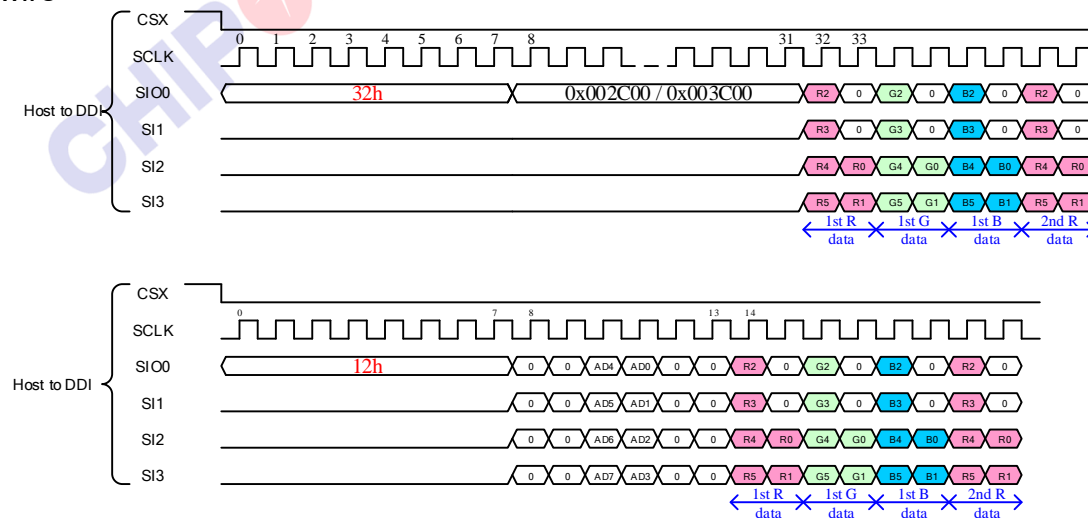 CSX
0 1 2 3 4 5 6 7 8 31 32 33
SCLK
Host to DDI
SIO0 32h 0x002C00 / 0x003C00 R2 0 G2 0 B2 0 R2 0
SI1 R3 0 G3 0 B3 0 R3 0
SI2 R4 R0 G4 G0 B4 B0 R4 R0
SI3 R5 R1 G5 G1 B5 B1 R5 R1
1st R 1st G 1st B 2nd R
data data data data
CHIP
CSX
0 7 8 13 14
SCLK
Host to DDI
SIO0 12h 0 0 AD4 AD0 0 0 R2 0 G2 0 B2 0 R2 0
SI1 0 0 AD5 AD1 0 0 R3 0 G3 0 B3 0 R3 0
SI2 0 0 AD6 AD2 0 0 R4 R0 G4 G0 B4 B0 R4 R0
SI3 0 0 AD7 AD3 0 0 R5 R1 G5 G1 B5 B1 R5 R1
1st R 1st G 1st B 2nd R
data data data data